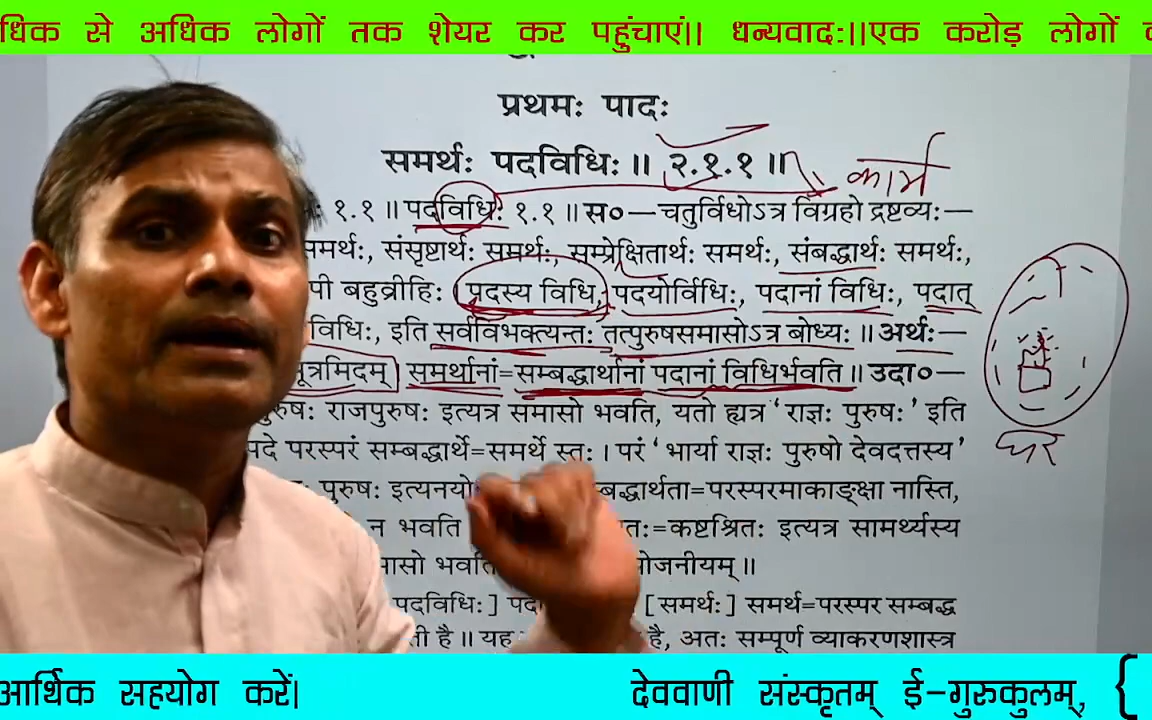 धिक से अधिक लोगों तक शेयर कर पहुंचाएं।। धन्यवादः।।एक करोड़ लोगों
प्रथमः पादः
समर्थः पदविधिः॥ २.१.१॥
कार्य
१.१॥ पदविधिः १.१॥ स०—चतुर्विधोऽत्र विग्रहो द्रष्टव्यः—
समर्थः, संसृष्टार्थः समर्थः, सम्प्रेक्षितार्थः समर्थः, संबद्धार्थः समर्थः,
पी बहुव्रीहिः। पदस्य विधि, पदयोर्विधिः, पदानां विधिः, पदात्
विधिः, इति सर्वविभक्त्यन्तः तत्पुरुषसमासोऽत्र बोध्यः॥ अर्थः—
सूत्रमिदम् समर्थानां=सम्बद्धार्थानां पदानां विधिर्भवति॥ उदा०—
पुरुषः राजपुरुषः इत्यत्र समासो भवति, यतो ह्यत्र 'राज्ञः पुरुषः' इति
घर
पदे परस्परं सम्बद्धार्थे=समर्थे स्तः। परं 'भार्या राज्ञः पुरुषो देवदत्तस्य'
पुरुषः इत्यनयो बद्धार्थता=परस्परमाकाङ्क्षा नास्ति,
न भवति तः=कष्टश्रितः इत्यत्र सामर्थ्यस्य
मासो भवति योजनीयम्॥
पदविधिः] पद [समर्थः] समर्थ=परस्पर सम्बद्ध
ती है॥ यह है, अतः सम्पूर्ण व्याकरणशास्त्र
आर्थिक सहयोग करें। देववाणी संस्कृतम् ई-गुरुकुलम्, {